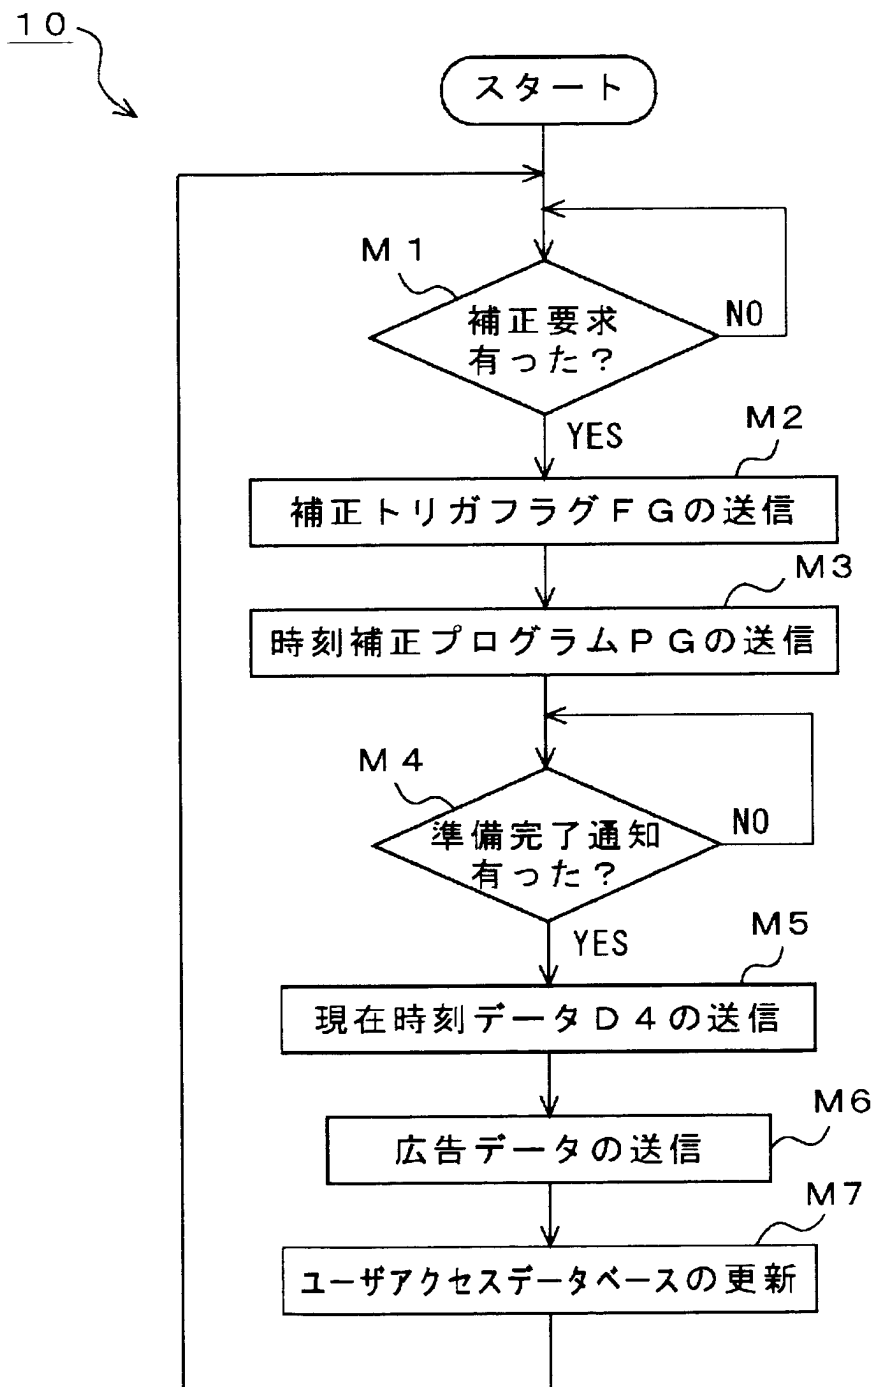 １０
スタート
Ｍ１
補正要求
有った？
NO
YES
Ｍ２
補正トリガフラグＦＧの送信
Ｍ３
時刻補正プログラムＰＧの送信
Ｍ４
準備完了通知
有った？
NO
YES
Ｍ５
現在時刻データＤ４の送信
Ｍ６
広告データの送信
Ｍ７
ユーザアクセスデータベースの更新